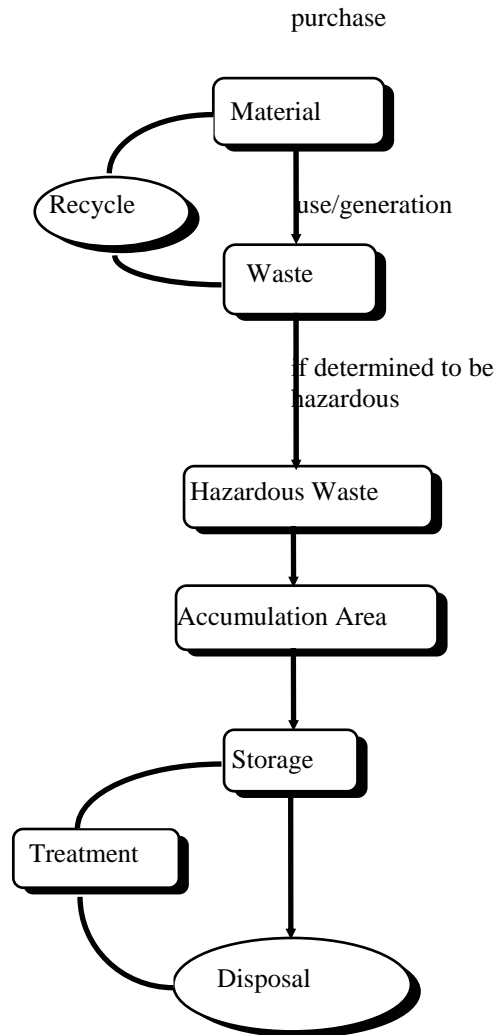 purchase
Material
Recycle
use/generation
Waste
if determined to be
hazardous
Hazardous Waste
Accumulation Area
Storage
Treatment
Disposal